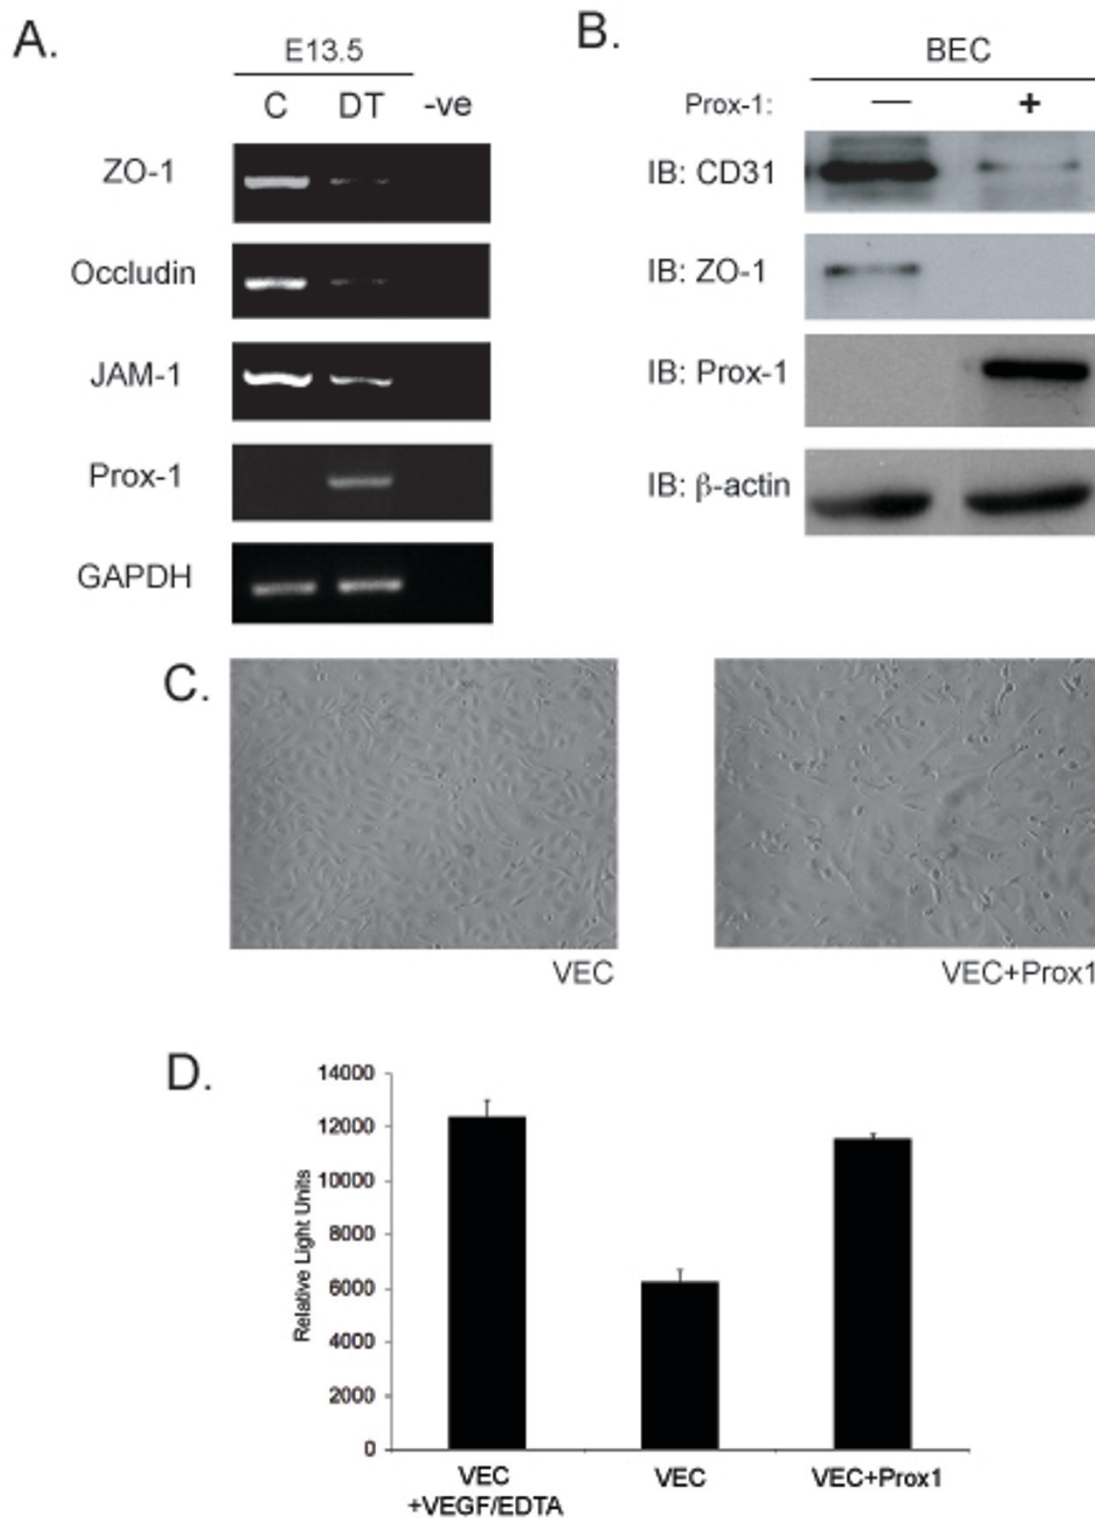 A.
E13.5
C DT -ve
ZO-1
Occludin
JAM-1
Prox-1
GAPDH
B.
BEC
Prox-1: — +
IB: CD31
IB: ZO-1
IB: Prox-1
IB: β-actin
C.
VEC
VEC+Prox1
D.
Relative Light Units
14000
12000
10000
8000
6000
4000
2000
0
VEC
+VEGF/EDTA
VEC
VEC+Prox1